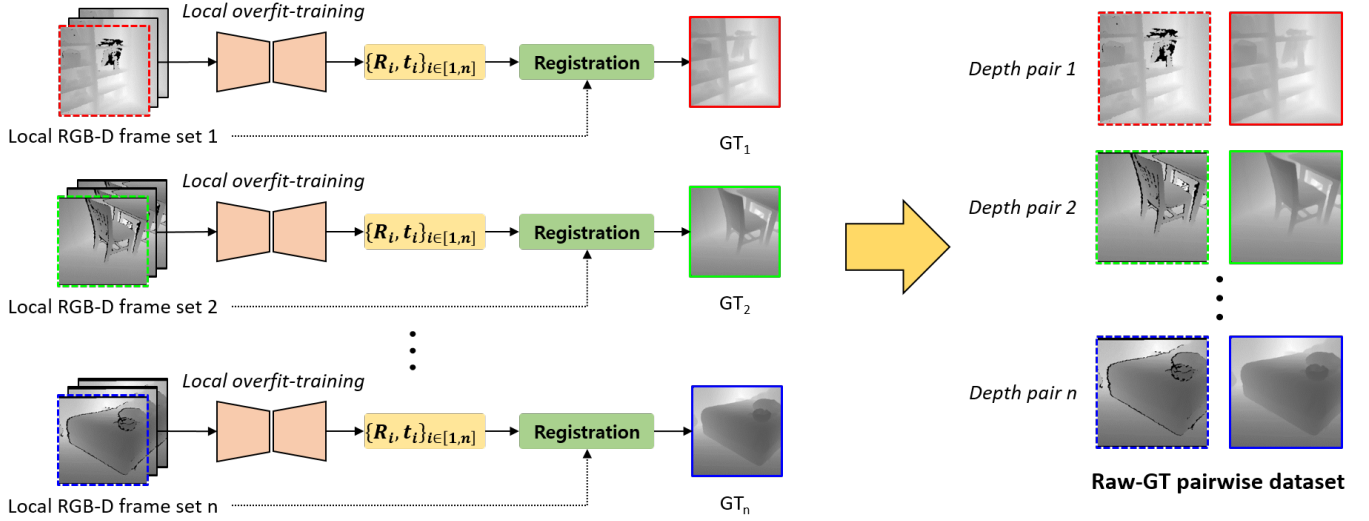 Local overfit-training
{R_i, t_i}_{i∈[1,n]}
Registration
Local RGB-D frame set 1
GT_1
Local overfit-training
{R_i, t_i}_{i∈[1,n]}
Registration
Local RGB-D frame set 2
GT_2
Local overfit-training
{R_i, t_i}_{i∈[1,n]}
Registration
Local RGB-D frame set n
GT_n
Depth pair 1
Depth pair 2
Depth pair n
Raw-GT pairwise dataset